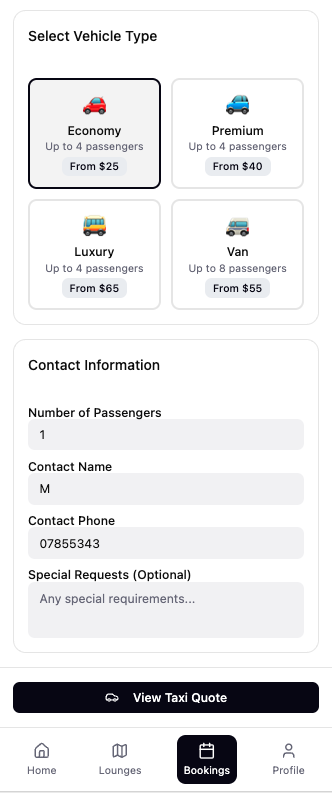 Select Vehicle Type
Economy
Up to 4 passengers
From $25
Premium
Up to 4 passengers
From $40
Luxury
Up to 4 passengers
From $65
Van
Up to 8 passengers
From $55
Contact Information
Number of Passengers
1
Contact Name
M
Contact Phone
07855343
Special Requests (Optional)
Any special requirements...
View Taxi Quote
Home
Lounges
Bookings
Profile